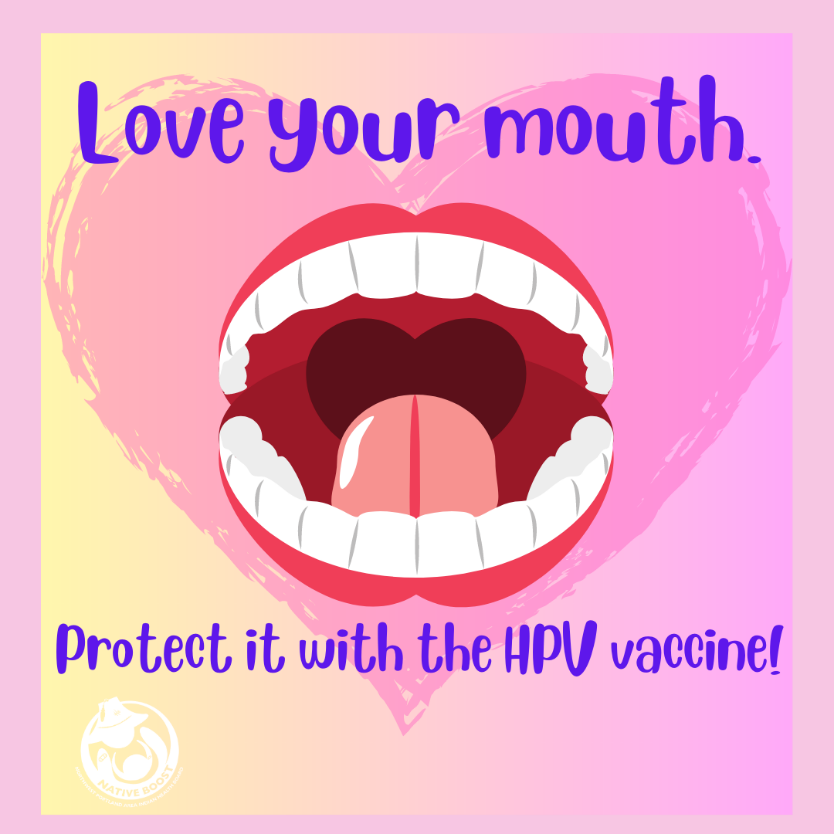 Love your mouth.
Protect it with the HPV vaccine!
NATIVE BOOST